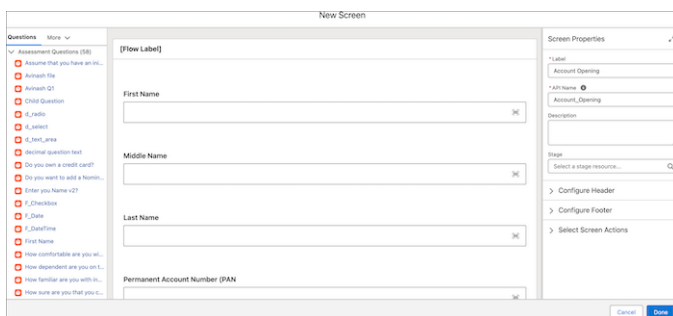 New Screen
Questions More
Assessment Questions (58)
Assume that you have an ini...
Avinash file
Avinash Q1
Child Question
d_radio
d_select
d_text_area
decimal question text
Do you own a credit card?
Do you want to add a Nomin...
Enter you Name v2?
F_Checkbox
F_Date
F_DateTime
First Name
How comfortable are you wi...
How dependent are you on t...
How familiar are you with in...
How sure are you that you c...
[Flow Label]
First Name
Middle Name
Last Name
Permanent Account Number (PAN
Screen Properties
*Label
Account Opening
*API Name
Account_Opening
Description
Stage
Select a stage resource...
Configure Header
Configure Footer
Select Screen Actions
Cancel Done